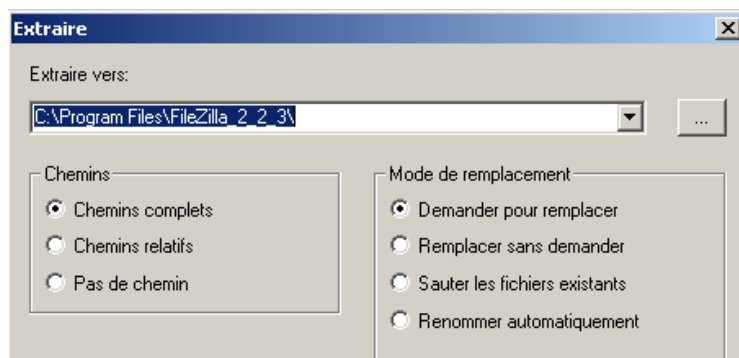 Extraire
Extraire vers:
C:\Program Files\FileZilla_2_2_3\
...
Chemins
Chemins complets
Chemins relatifs
Pas de chemin
Mode de remplacement
Demander pour remplacer
Remplacer sans demander
Sauter les fichiers existants
Renommer automatiquement